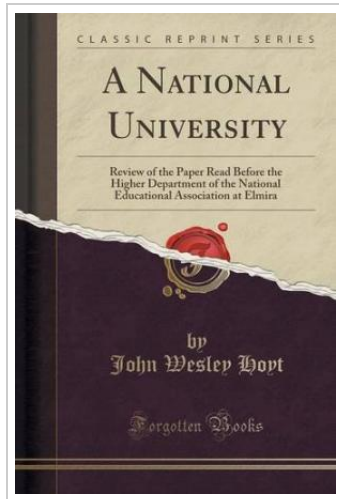 CLASSIC REPRINT SERIES
A NATIONAL
UNIVERSITY
Review of the Paper Read Before the
Higher Department of the National
Educational Association at Elmira
by
John Wesley Hoyt
Forgotten Books